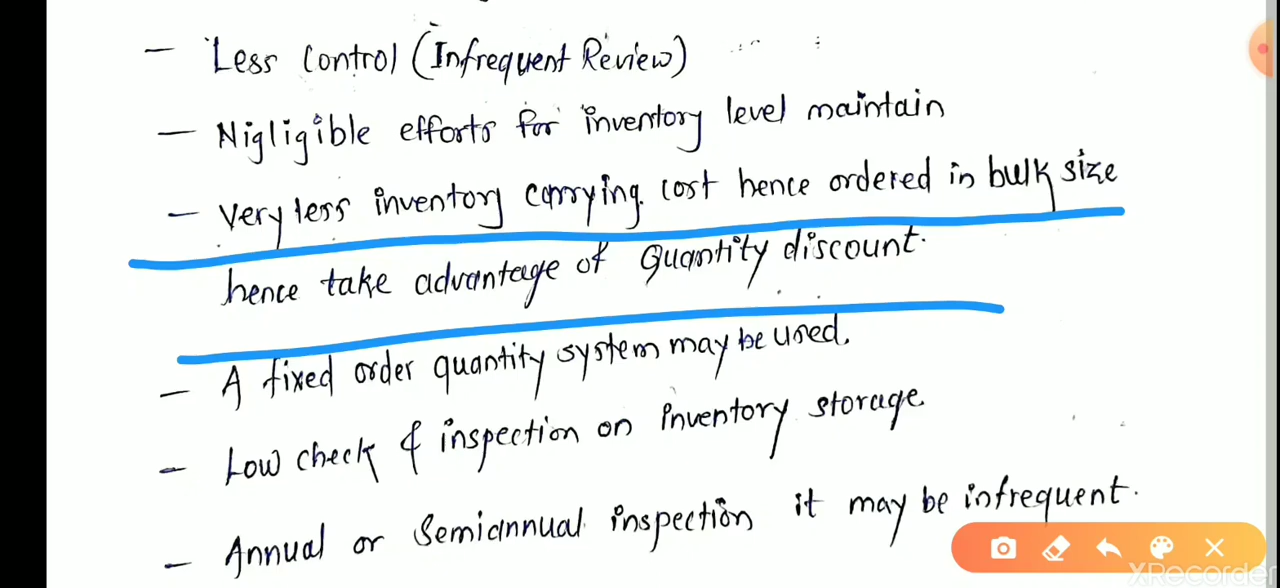 - Less Control (Infrequent Review)
- Nigligible efforts for inventory level maintain
- Very less inventory carrying cost hence ordered in bulk size
hence take advantage of Quantity discount.
- A fixed order quantity system may be used.
- Low check & inspection on inventory storage
- Annual or Semiannual inspection it may be infrequent.
XRecorder